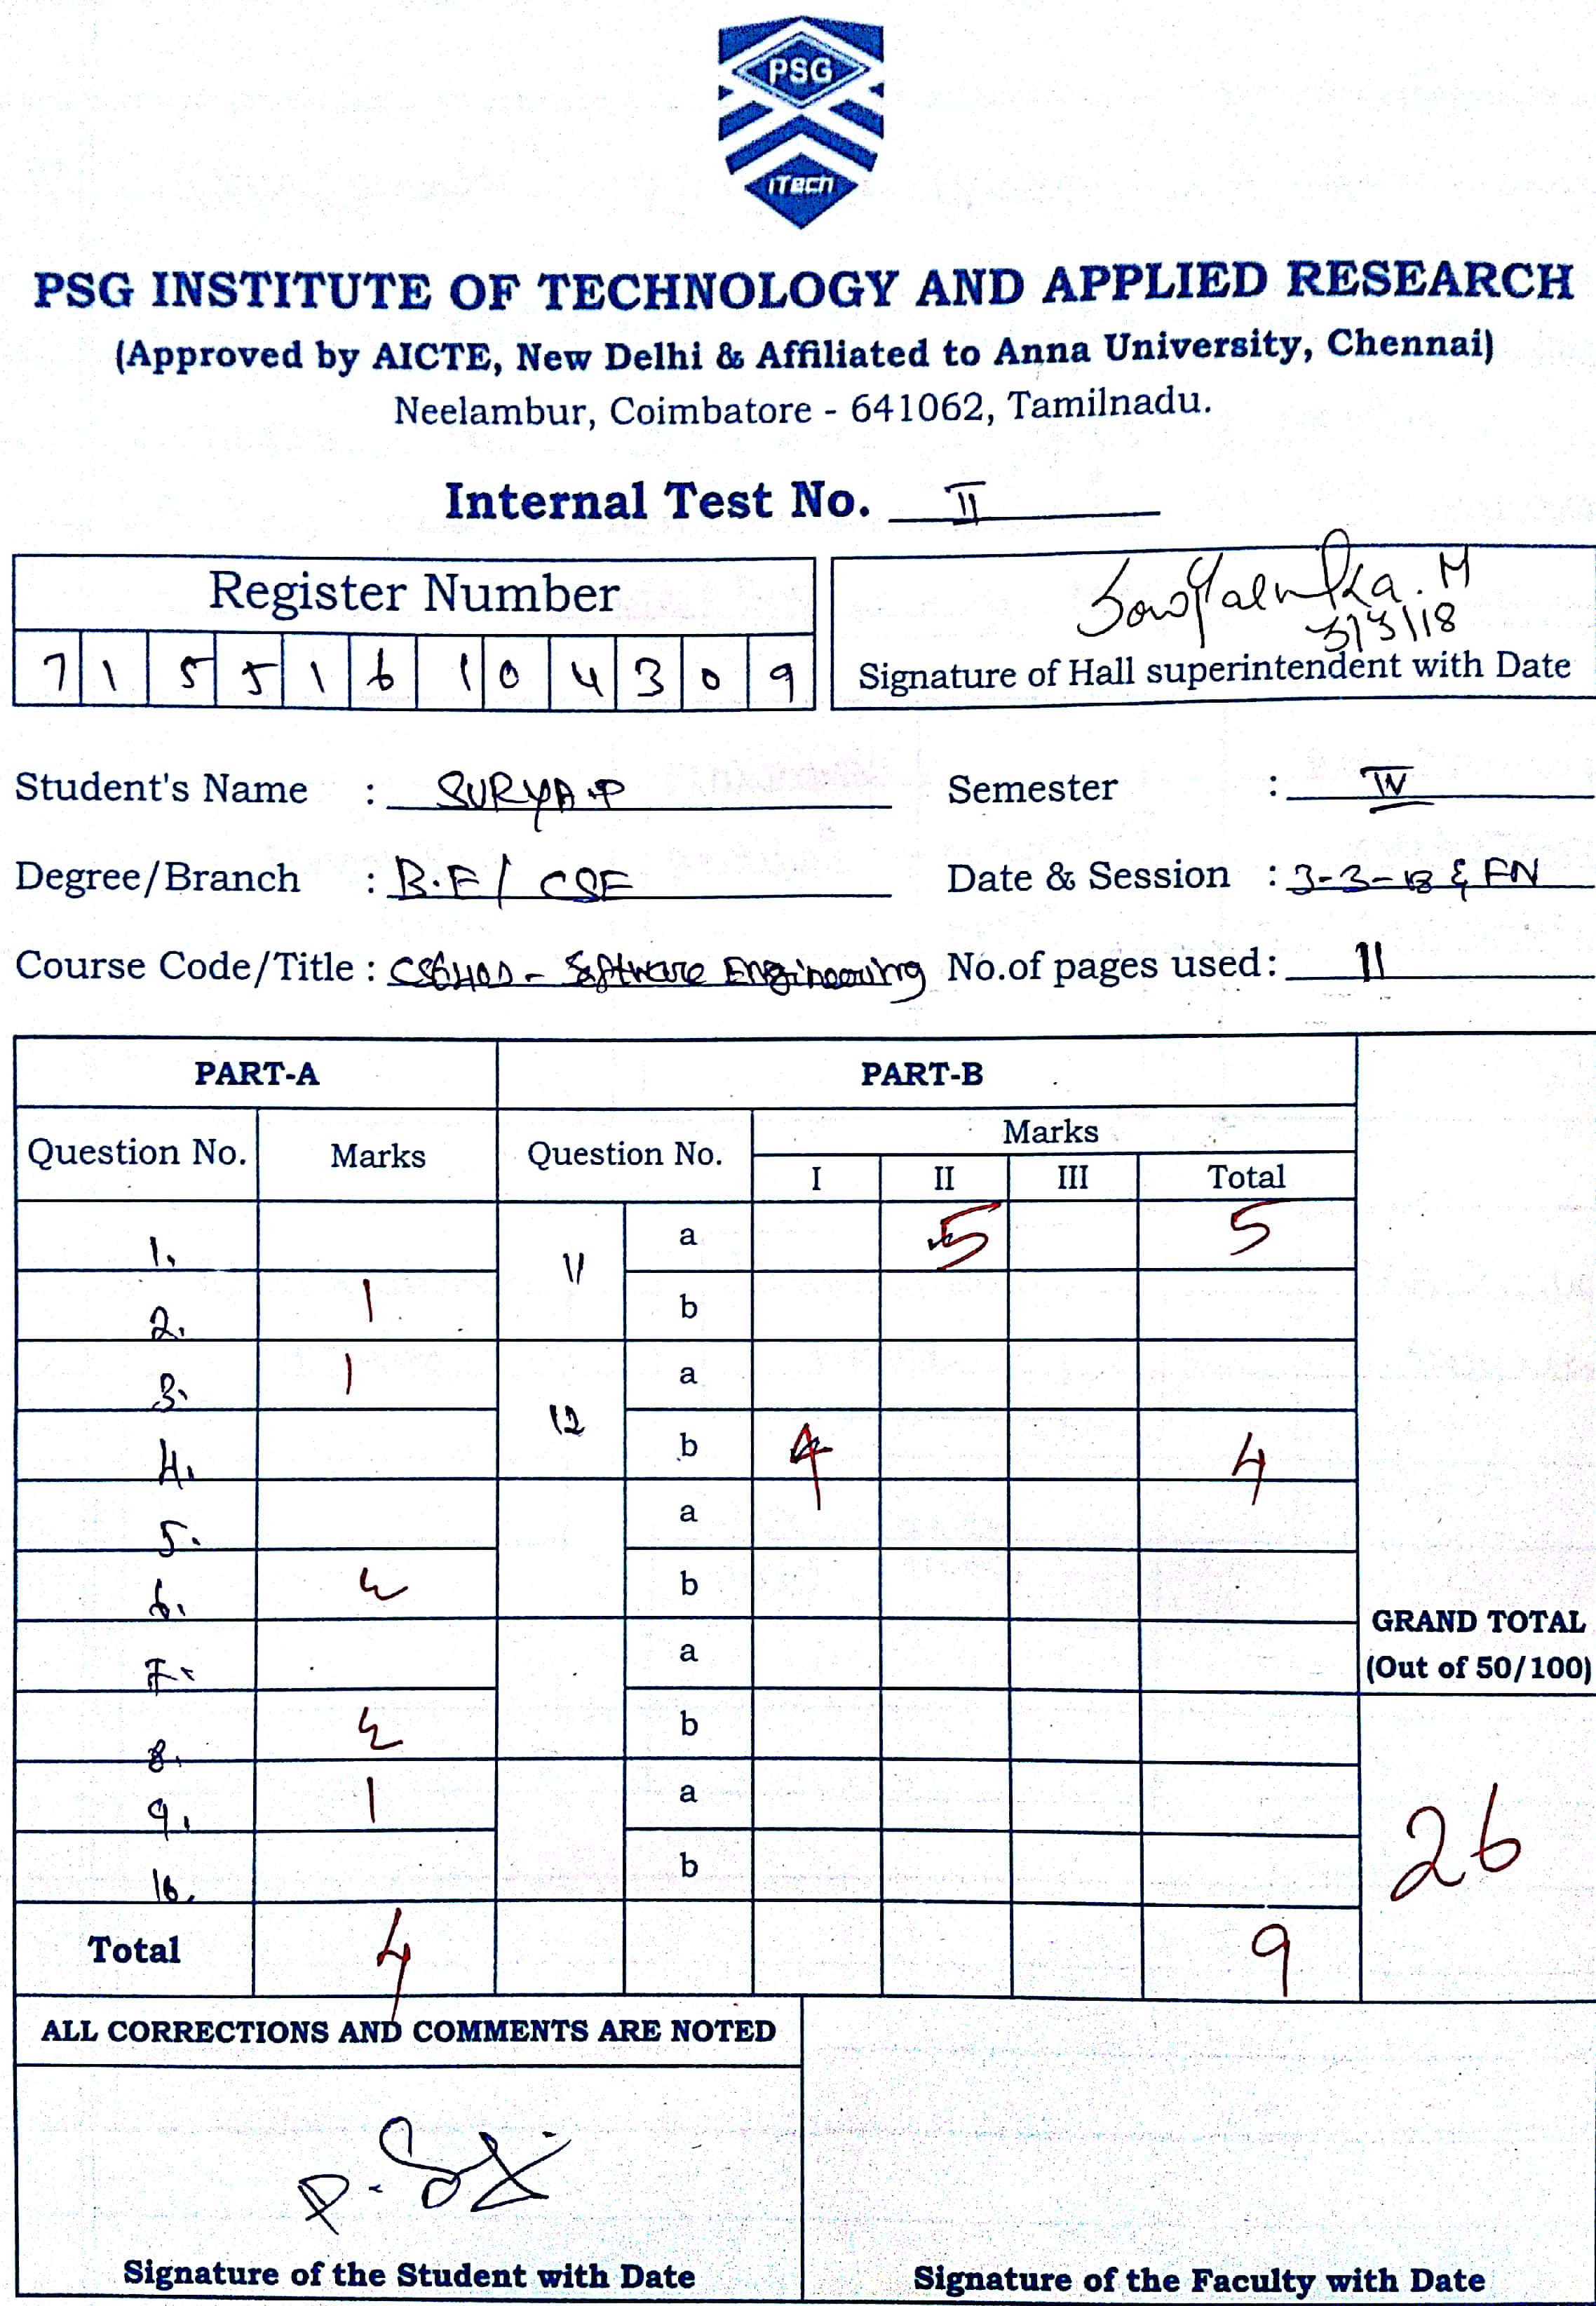 PSG
iTech
PSG INSTITUTE OF TECHNOLOGY AND APPLIED RESEARCH
(Approved by AICTE, New Delhi & Affiliated to Anna University, Chennai)
Neelambur, Coimbatore - 641062, Tamilnadu.
Internal Test No. II
Register Number
7 1 5 5 1 6 1 0 4 3 0 9
3/3/18
Signature of Hall superintendent with Date
Student's Name : SURYA.P Semester : IV
Degree/Branch : B.E / CSE Date & Session : 3-3-18 & FN
Course Code/Title : - Software Engineering No.of pages used: 11
PART-A PART-B
Question No. Marks Question No. Marks
I II III Total
1. 11 a 5 5
2. 1 b
3. 1 12 a
4. b 4 4
5. a
6. b
7. a
8. b
9. 1 a
10. b
GRAND TOTAL
(Out of 50/100)
26
Total 4 9
ALL CORRECTIONS AND COMMENTS ARE NOTED
Signature of the Student with Date Signature of the Faculty with Date